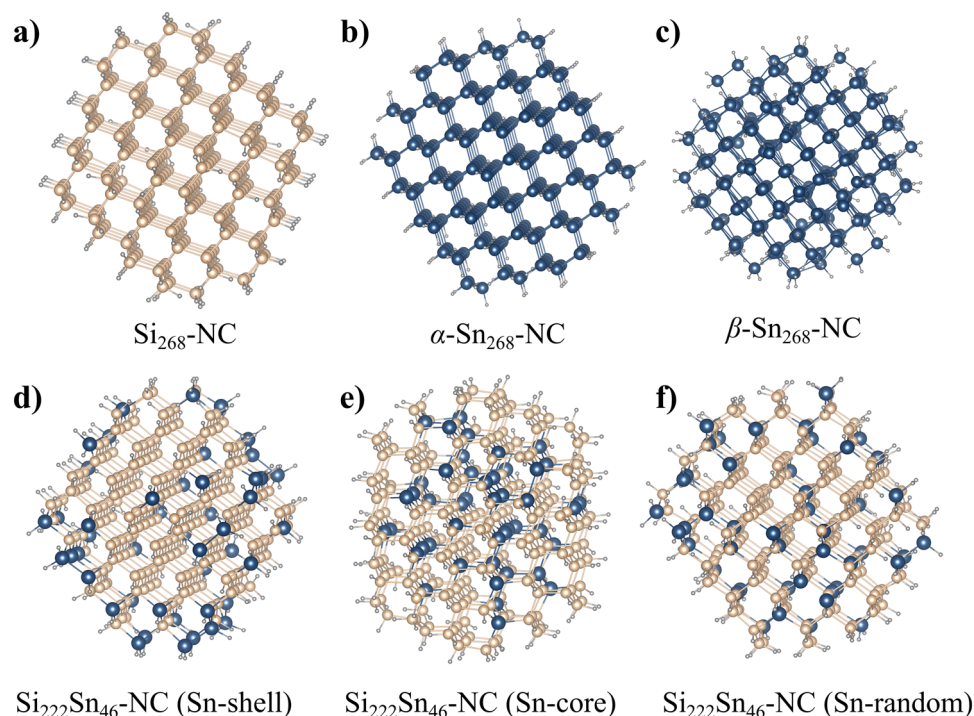 a) b) c)
Si₂₆₈-NC α-Sn₂₆₈-NC β-Sn₂₆₈-NC
d) e) f)
Si₂₂₂Sn₄₆-NC (Sn-shell) Si₂₂₂Sn₄₆-NC (Sn-core) Si₂₂₂Sn₄₆-NC (Sn-random)